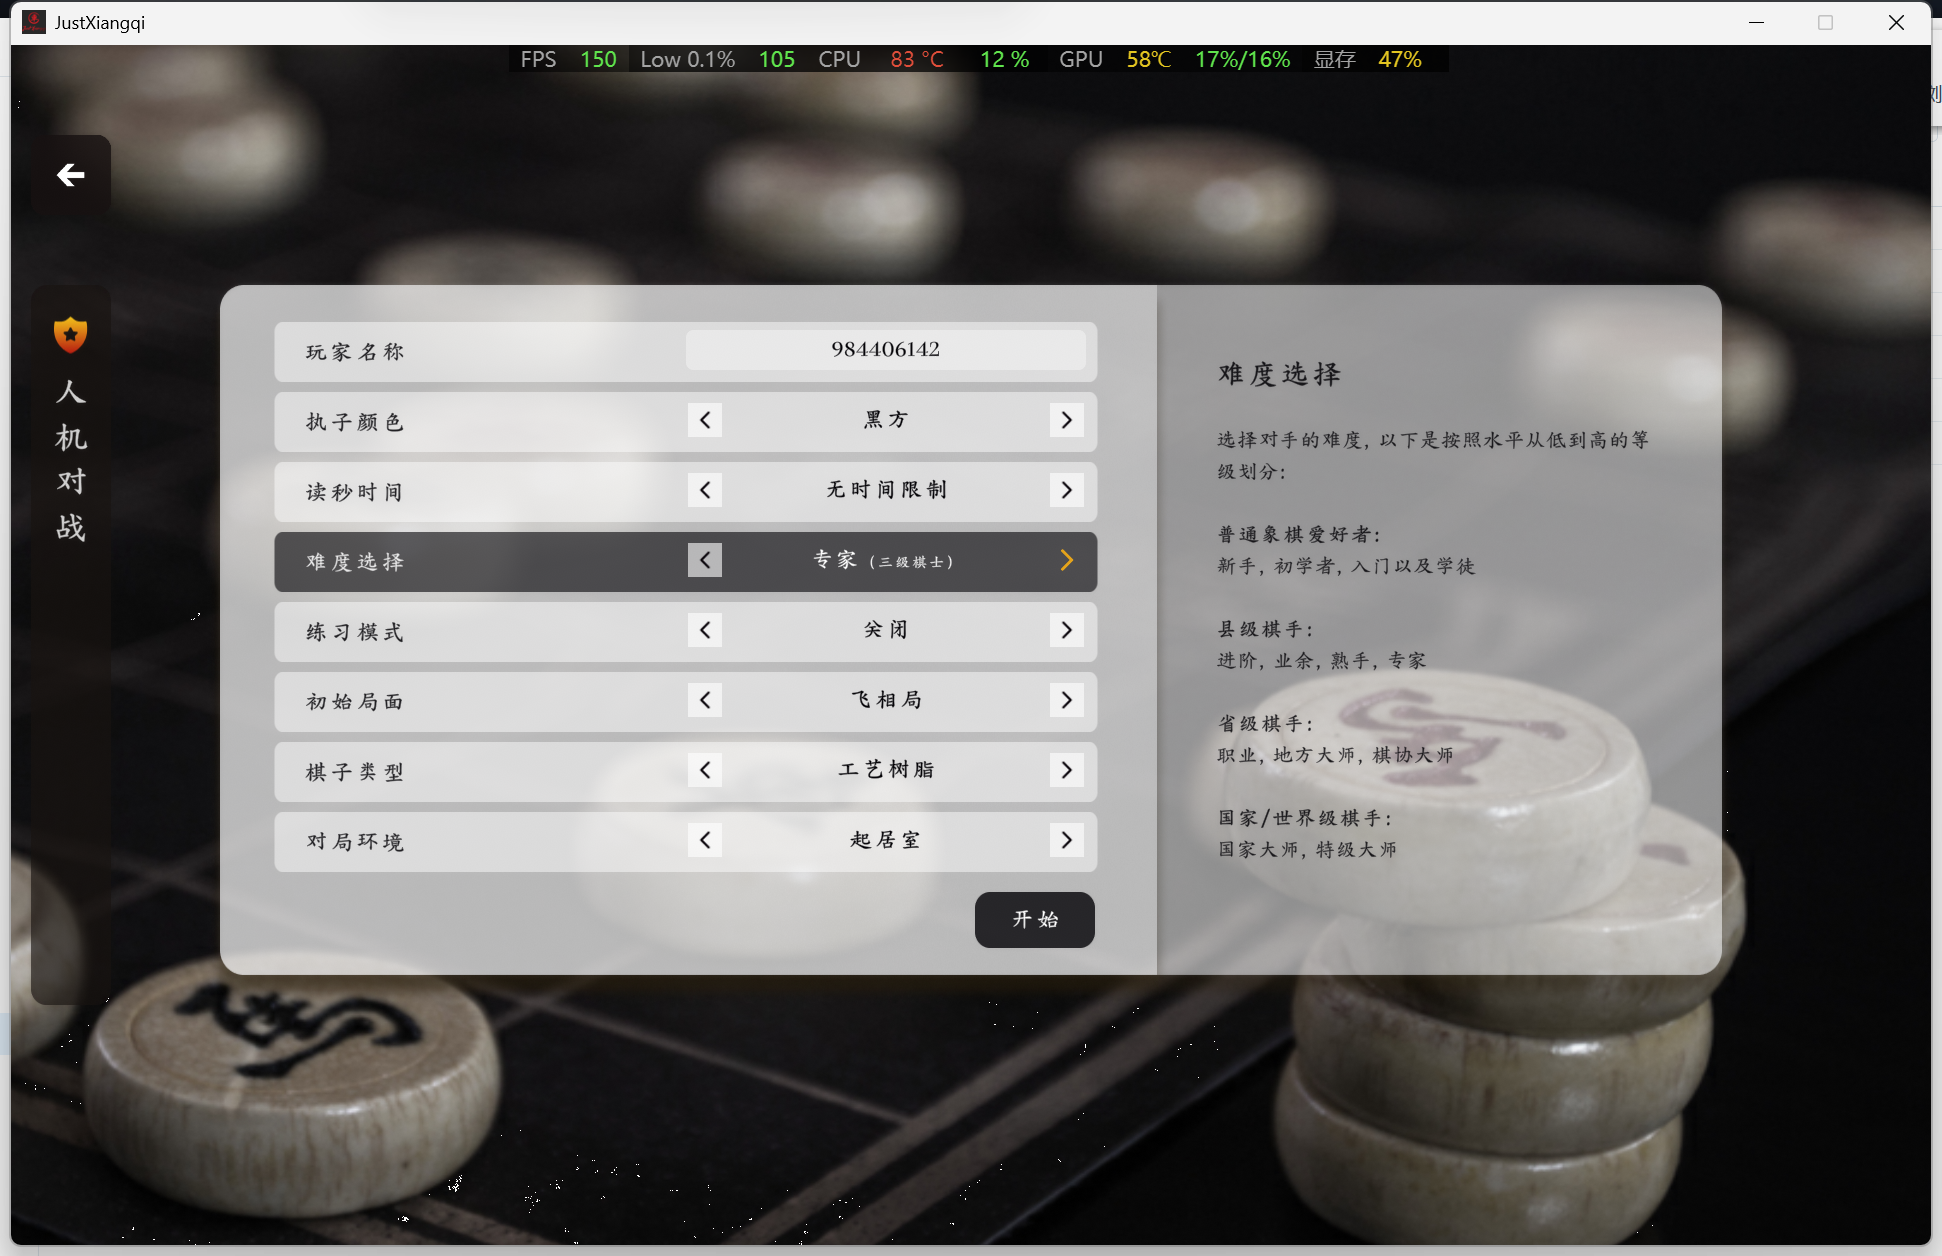 JustXiangqi
FPS 150 Low 0.1% 105 CPU 83 °C 12 % GPU 58℃ 17%/16% 显存 47%
人机对战
玩家名称 984406142
执子颜色 黑方
读秒时间 无时间限制
难度选择 专家 (三级棋士)
练习模式 关闭
初始局面 飞相局
棋子类型 工艺树脂
对局环境 起居室
开始
难度选择
选择对手的难度, 以下是按照水平从低到高的等
级划分:
普通象棋爱好者:
新手, 初学者, 入门以及学徒
县级棋手:
进阶, 业余, 熟手, 专家
省级棋手:
职业, 地方大师, 棋协大师
国家/世界级棋手:
国家大师, 特级大师